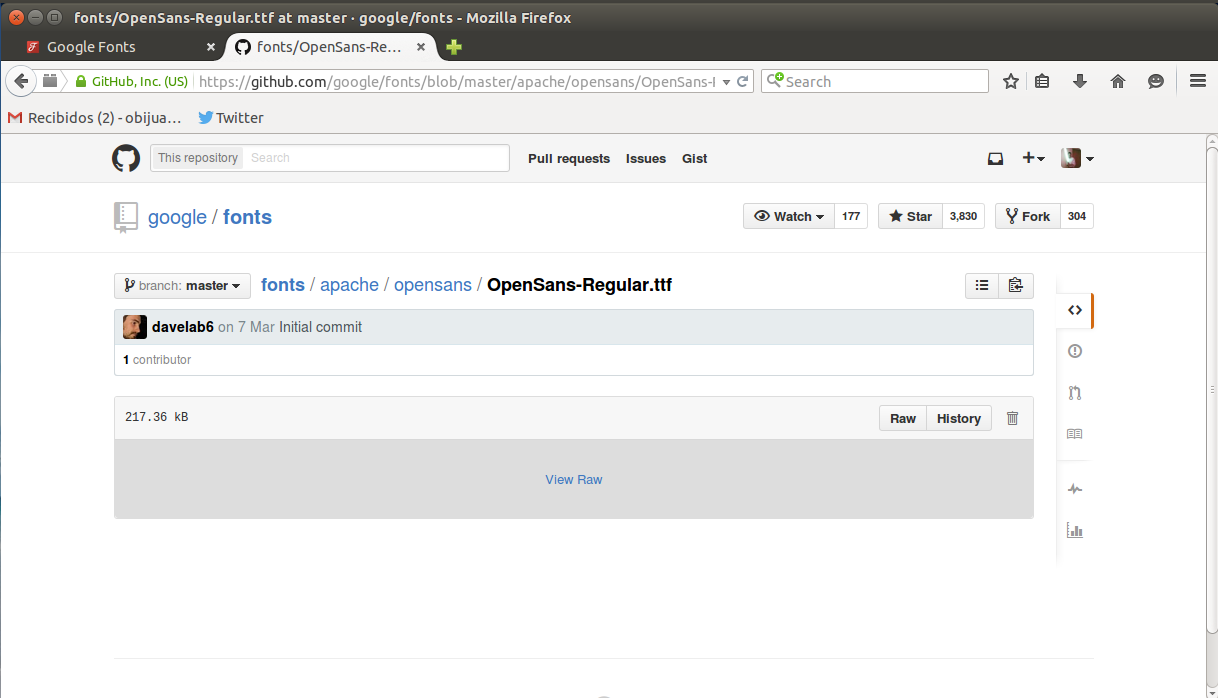 fonts/OpenSans-Regular.ttf at master · google/fonts - Mozilla Firefox
Google Fonts
fonts/OpenSans-Re...
GitHub, Inc. (US)
https://github.com/google/fonts/blob/master/apache/opensans/OpenSans-
Search
Recibidos (2) - obijua...
Twitter
This repository
Search
Pull requests
Issues
Gist
google / fonts
Watch
177
Star
3,830
Fork
304
branch: master
fonts / apache / opensans / OpenSans-Regular.ttf
davelab6 on 7 Mar Initial commit
1 contributor
217.36 kB
Raw
History
View Raw